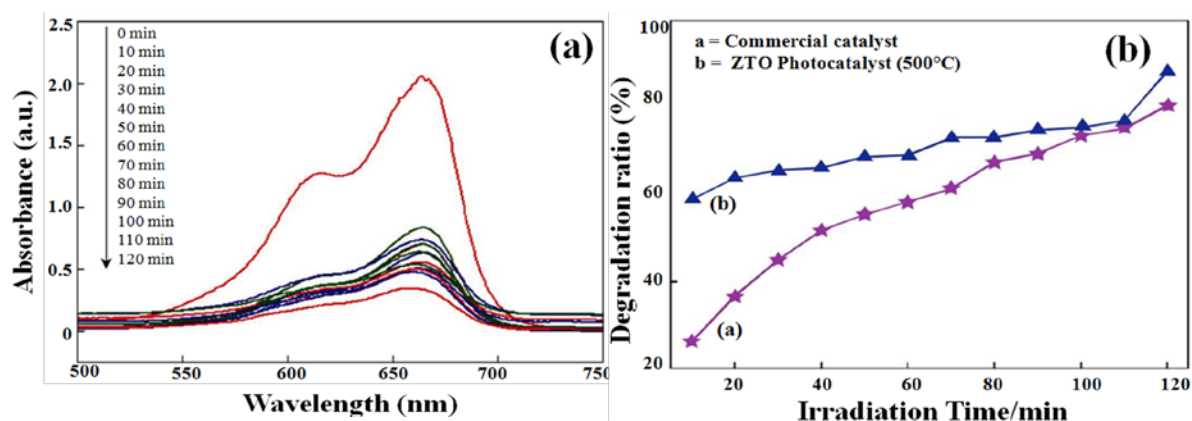 (a)
0 min
10 min
20 min
30 min
40 min
50 min
60 min
70 min
80 min
90 min
100 min
110 min
120 min
Absorbance (a.u.)
2.5
2.0
1.5
1.0
0.5
0
500 550 600 650 700 750
Wavelength (nm)
(b)
a = Commercial catalyst
b = ZTO Photocatalyst (500°C)
Degradation ratio (%)
100
80
60
40
20
(b)
(a)
20 40 60 80 100 120
Irradiation Time/min